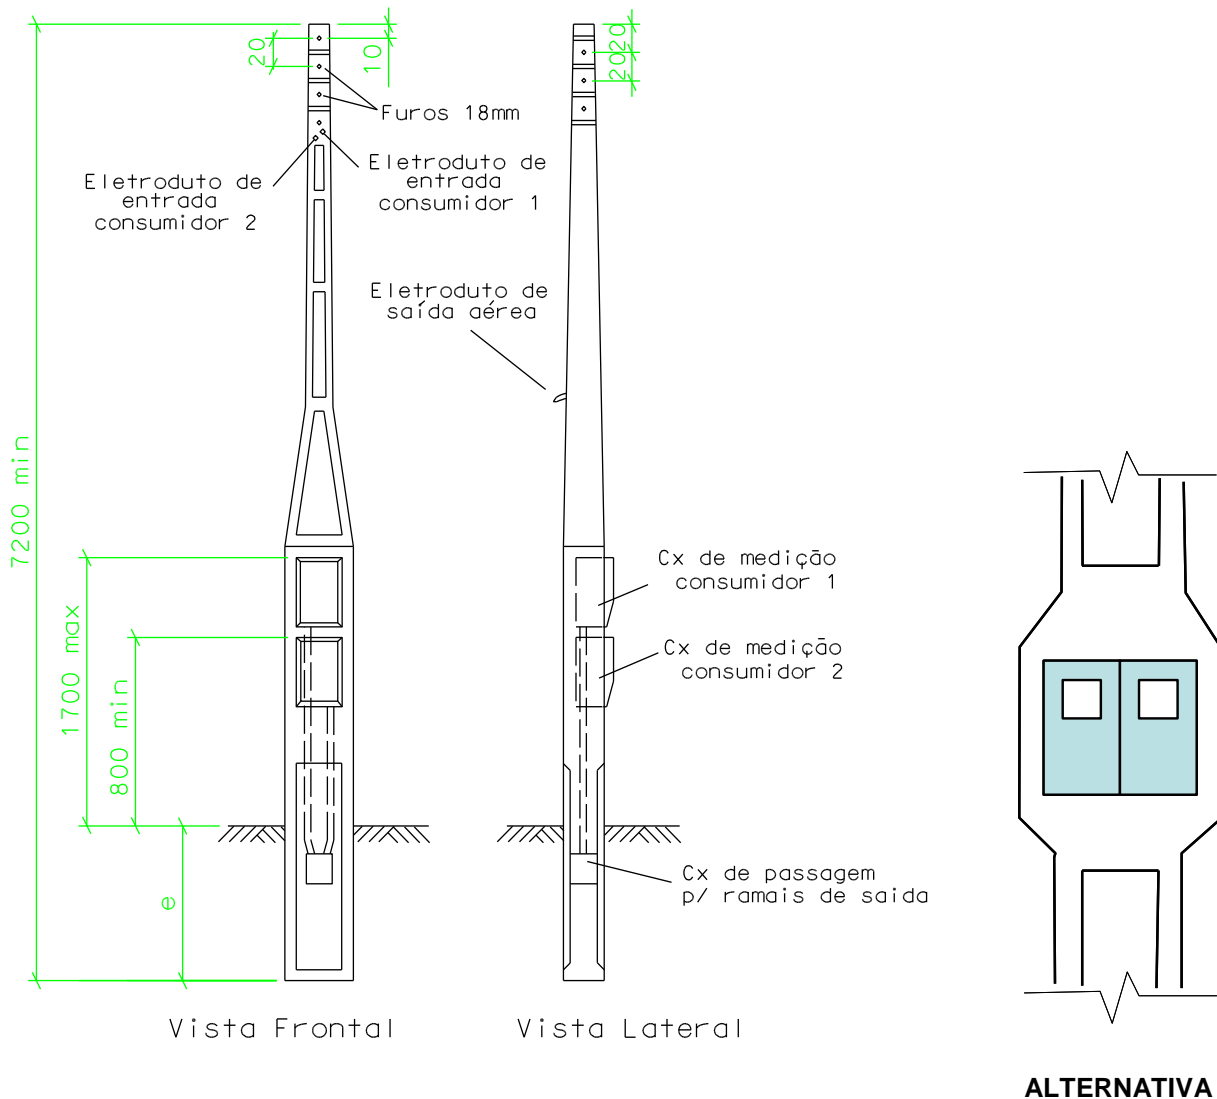 20
10
20
20
Furos 18mm
Eletroduto de
entrada
consumidor 1
Eletroduto de
entrada
consumidor 2
Eletroduto de
saída aérea
7200 min
1700 max
800 min
e
Cx de medição
consumidor 1
Cx de medição
consumidor 2
Cx de passagem
p/ ramais de saida
Vista Frontal
Vista Lateral
ALTERNATIVA